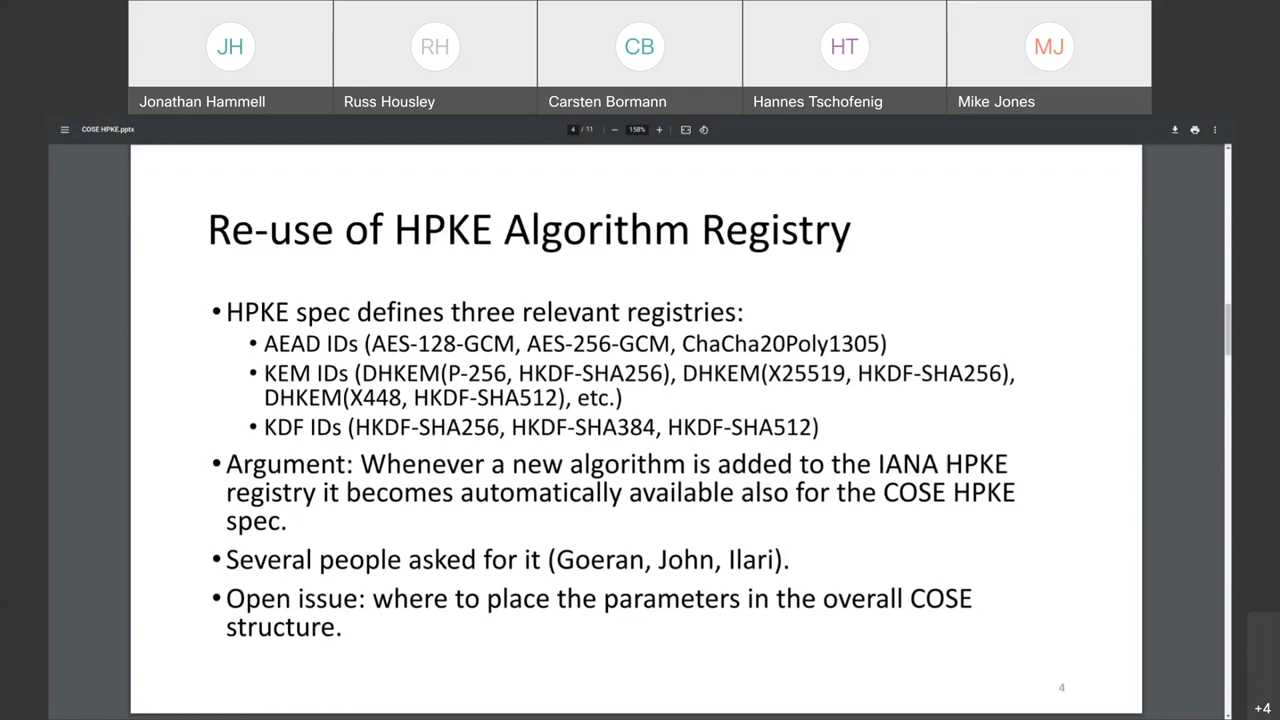 JH
RH
CB
HT
MJ
Jonathan Hammell
Russ Housley
Carsten Bormann
Hannes Tschofenig
Mike Jones
COSE HPKE.pptx
4 / 11
158%
Re-use of HPKE Algorithm Registry
• HPKE spec defines three relevant registries:
• AEAD IDs (AES-128-GCM, AES-256-GCM, ChaCha20Poly1305)
• KEM IDs (DHKEM(P-256, HKDF-SHA256), DHKEM(X25519, HKDF-SHA256),
DHKEM(X448, HKDF-SHA512), etc.)
• KDF IDs (HKDF-SHA256, HKDF-SHA384, HKDF-SHA512)
• Argument: Whenever a new algorithm is added to the IANA HPKE
registry it becomes automatically available also for the COSE HPKE
spec.
• Several people asked for it (Goeran, John, Ilari).
• Open issue: where to place the parameters in the overall COSE
structure.
4
+4